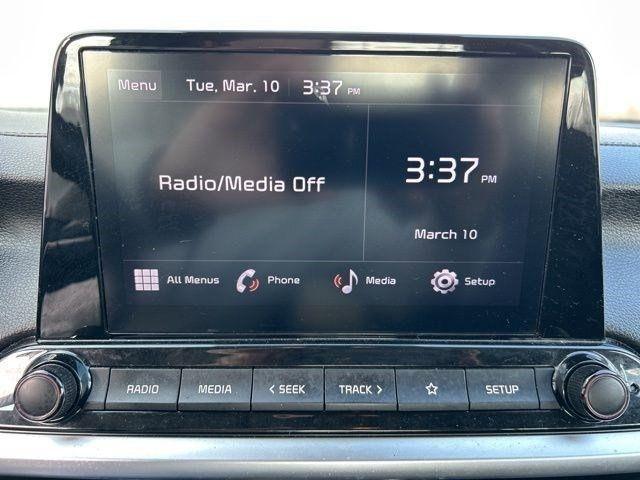 Menu Tue, Mar. 10 3:37 PM
Radio/Media Off
3:37 PM
March 10
All Menus Phone Media Setup
RADIO MEDIA < SEEK TRACK > SETUP